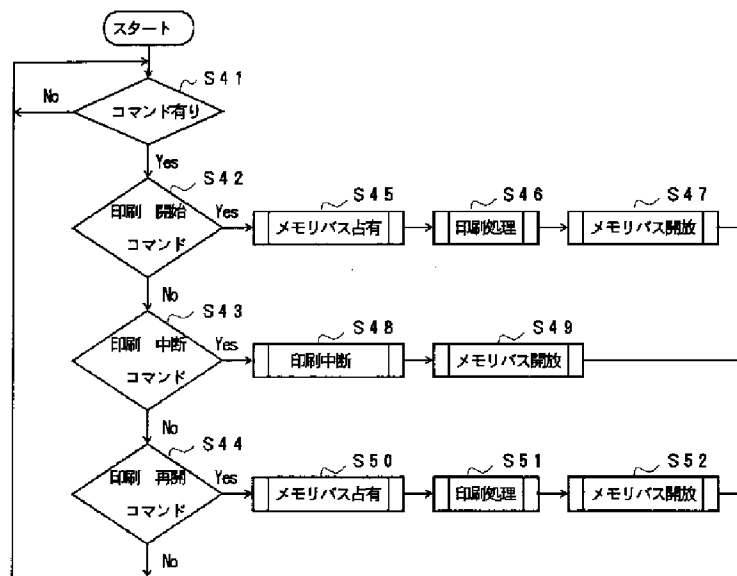 スタート
S41
No
コマンド有り
Yes
S42
印刷 開始
コマンド
Yes
S45
メモリバス占有
S46
印刷処理
S47
メモリバス開放
No
S43
印刷 中断
コマンド
Yes
S48
印刷中断
S49
メモリバス開放
No
S44
印刷 再開
コマンド
Yes
S50
メモリバス占有
S51
印刷処理
S52
メモリバス開放
No